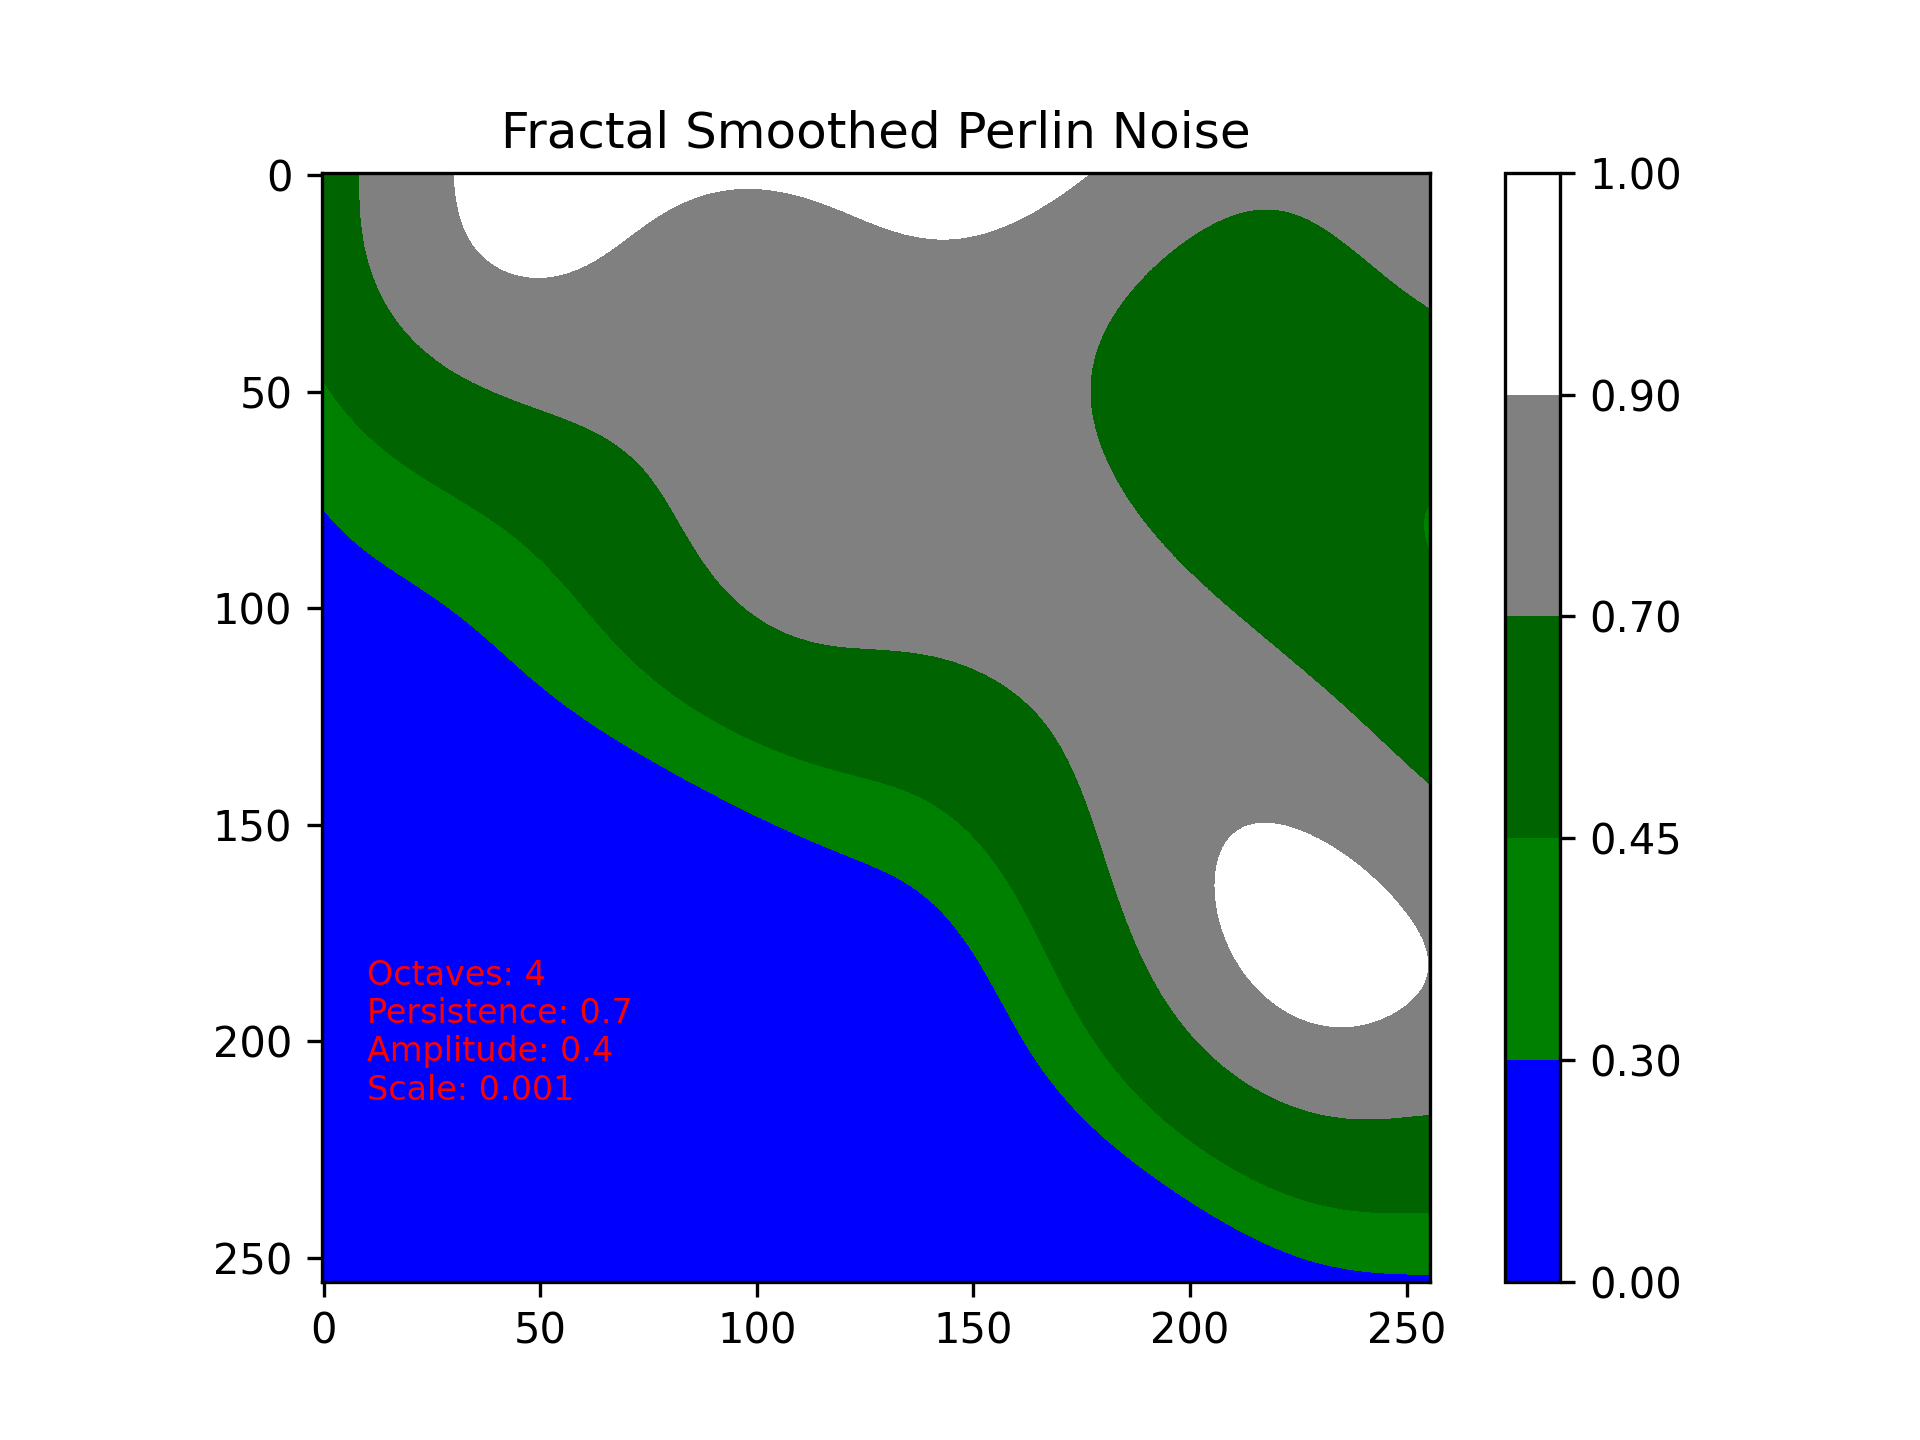 Fractal Smoothed Perlin Noise
0
50
100
150
200
250
Octaves: 4
Persistence: 0.7
Amplitude: 0.4
Scale: 0.001
0 50 100 150 200 250
1.00
0.90
0.70
0.45
0.30
0.00